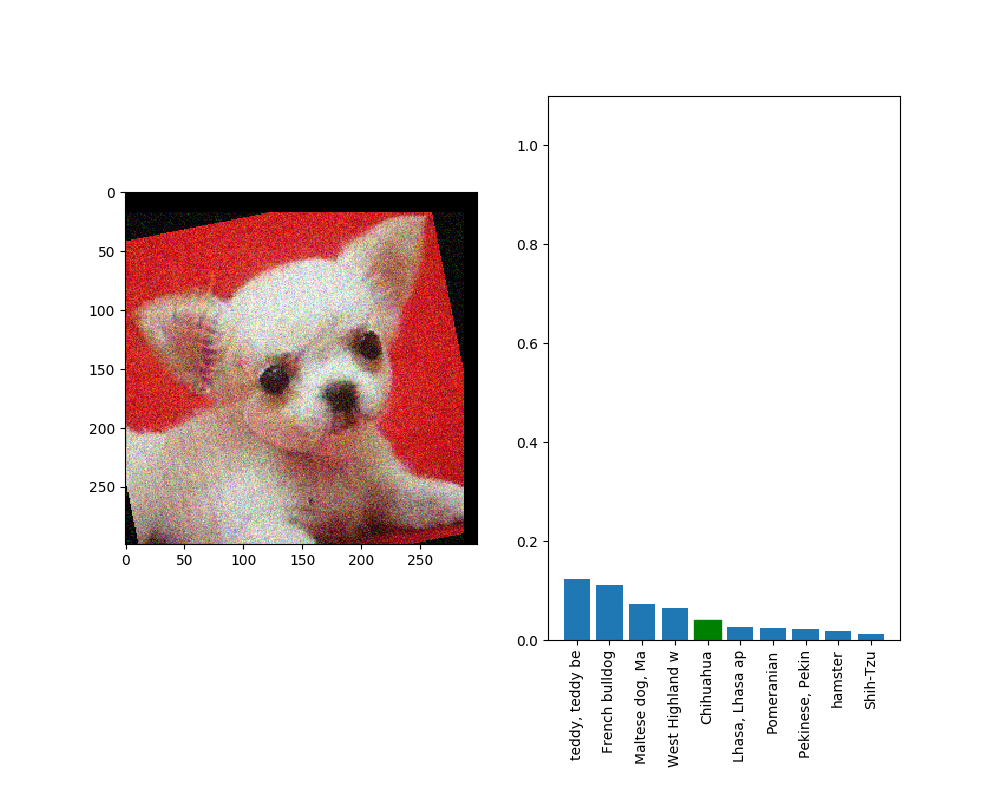 0
50
100
150
200
250
0 50 100 150 200 250
1.0
0.8
0.6
0.4
0.2
0.0
teddy, teddy be
French bulldog
Maltese dog, Ma
West Highland w
Chihuahua
Lhasa, Lhasa ap
Pomeranian
Pekinese, Pekin
hamster
Shih-Tzu